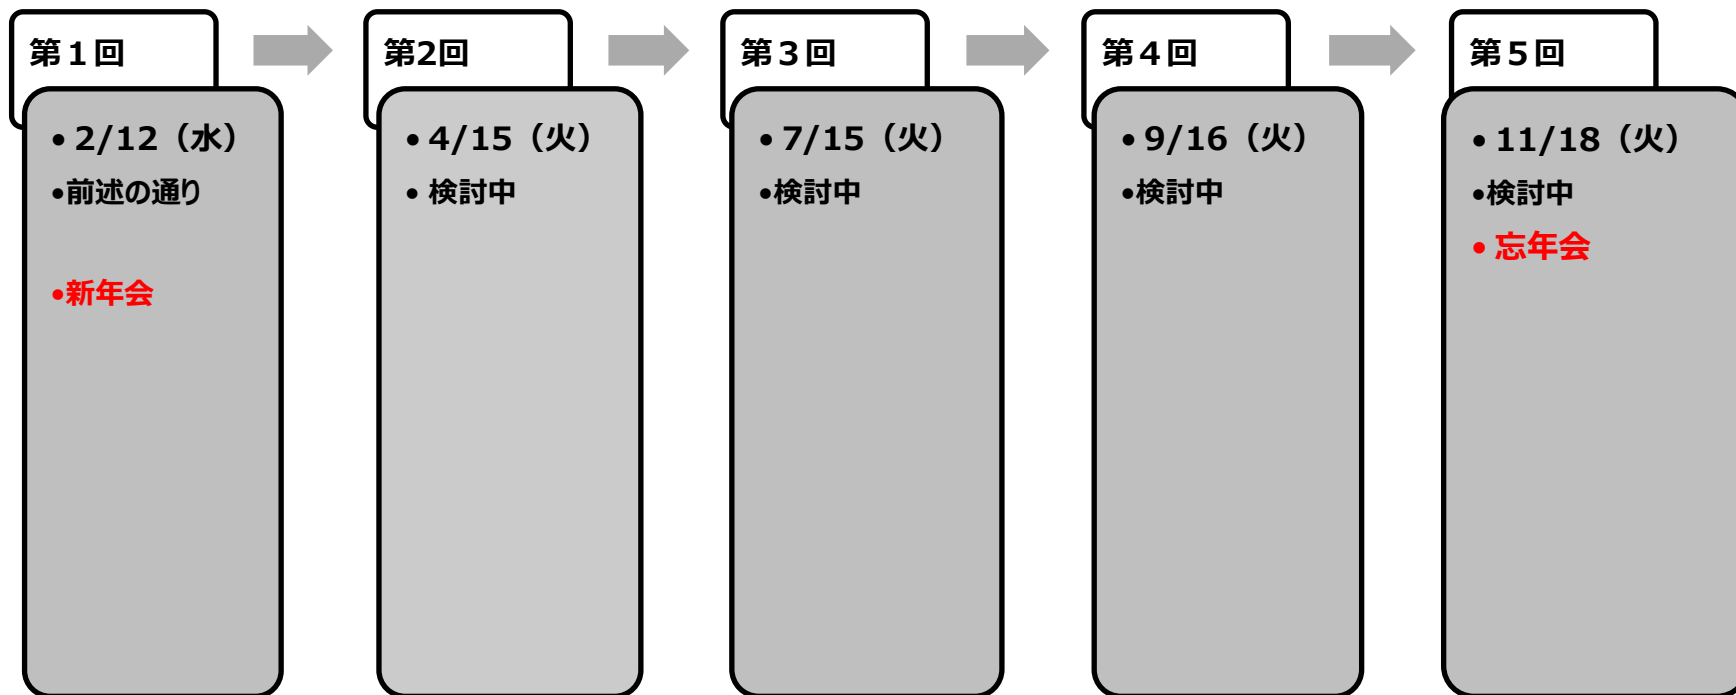 第１回
• 2/12（水）
•前述の通り
•新年会
第2回
• 4/15（火）
• 検討中
第３回
• 7/15（火）
•検討中
第４回
• 9/16（火）
•検討中
第５回
• 11/18（火）
•検討中
• 忘年会